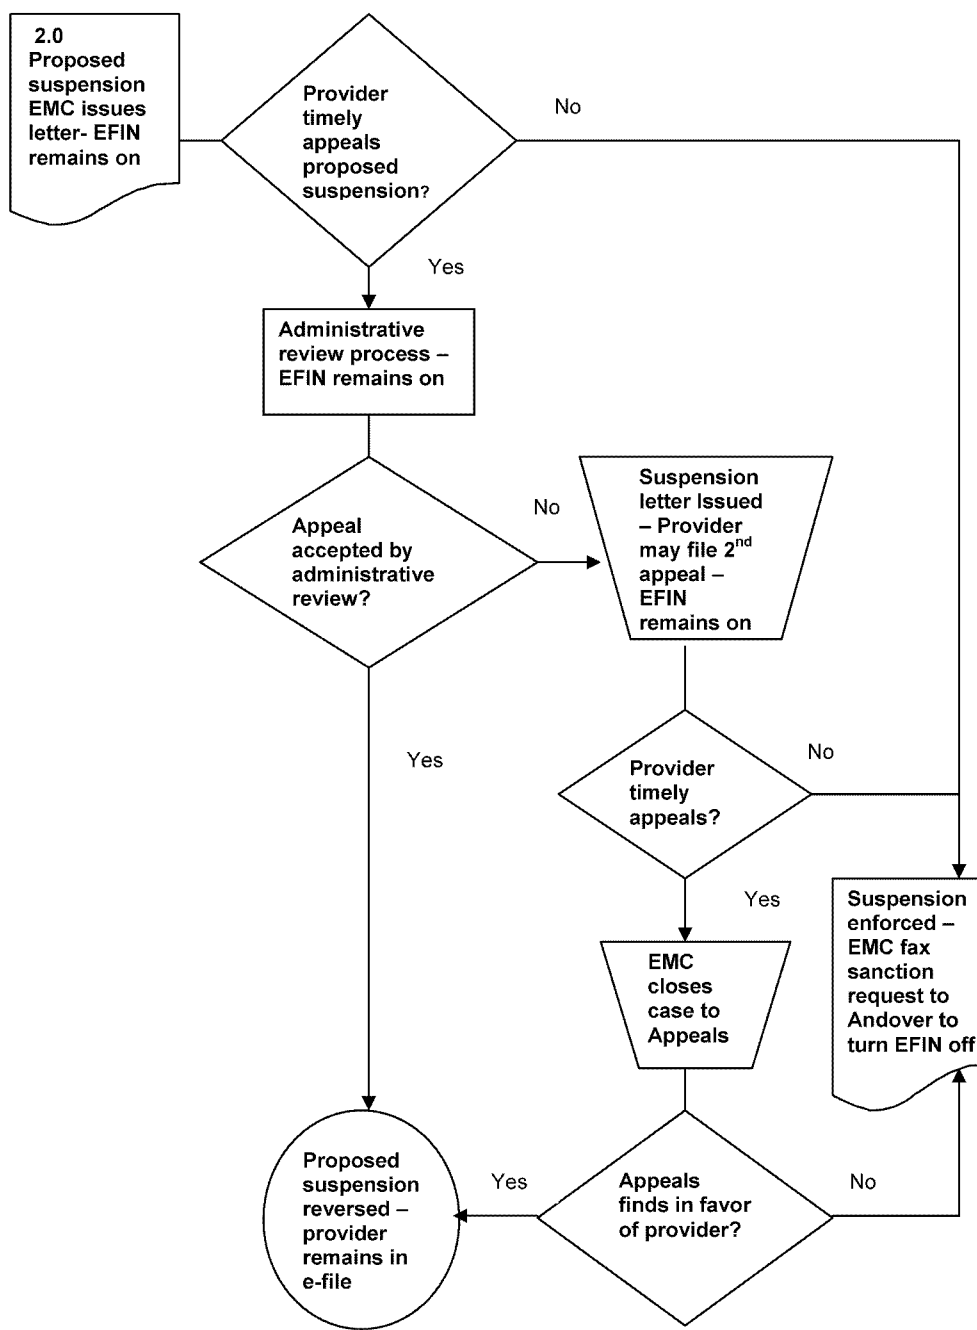 2.0
Proposed
suspension
EMC issues
letter- EFIN
remains on
Provider
timely
appeals
proposed
suspension?
No
Yes
Administrative
review process –
EFIN remains on
Appeal
accepted by
administrative
review?
No
Suspension
letter Issued
– Provider
may file 2nd
appeal –
EFIN
remains on
Yes
Provider
timely
appeals?
No
Yes
EMC
closes
case to
Appeals
Suspension
enforced –
EMC fax
sanction
request to
Andover to
turn EFIN off
Proposed
suspension
reversed –
provider
remains in
e-file
Yes
Appeals
finds in favor
of provider?
No